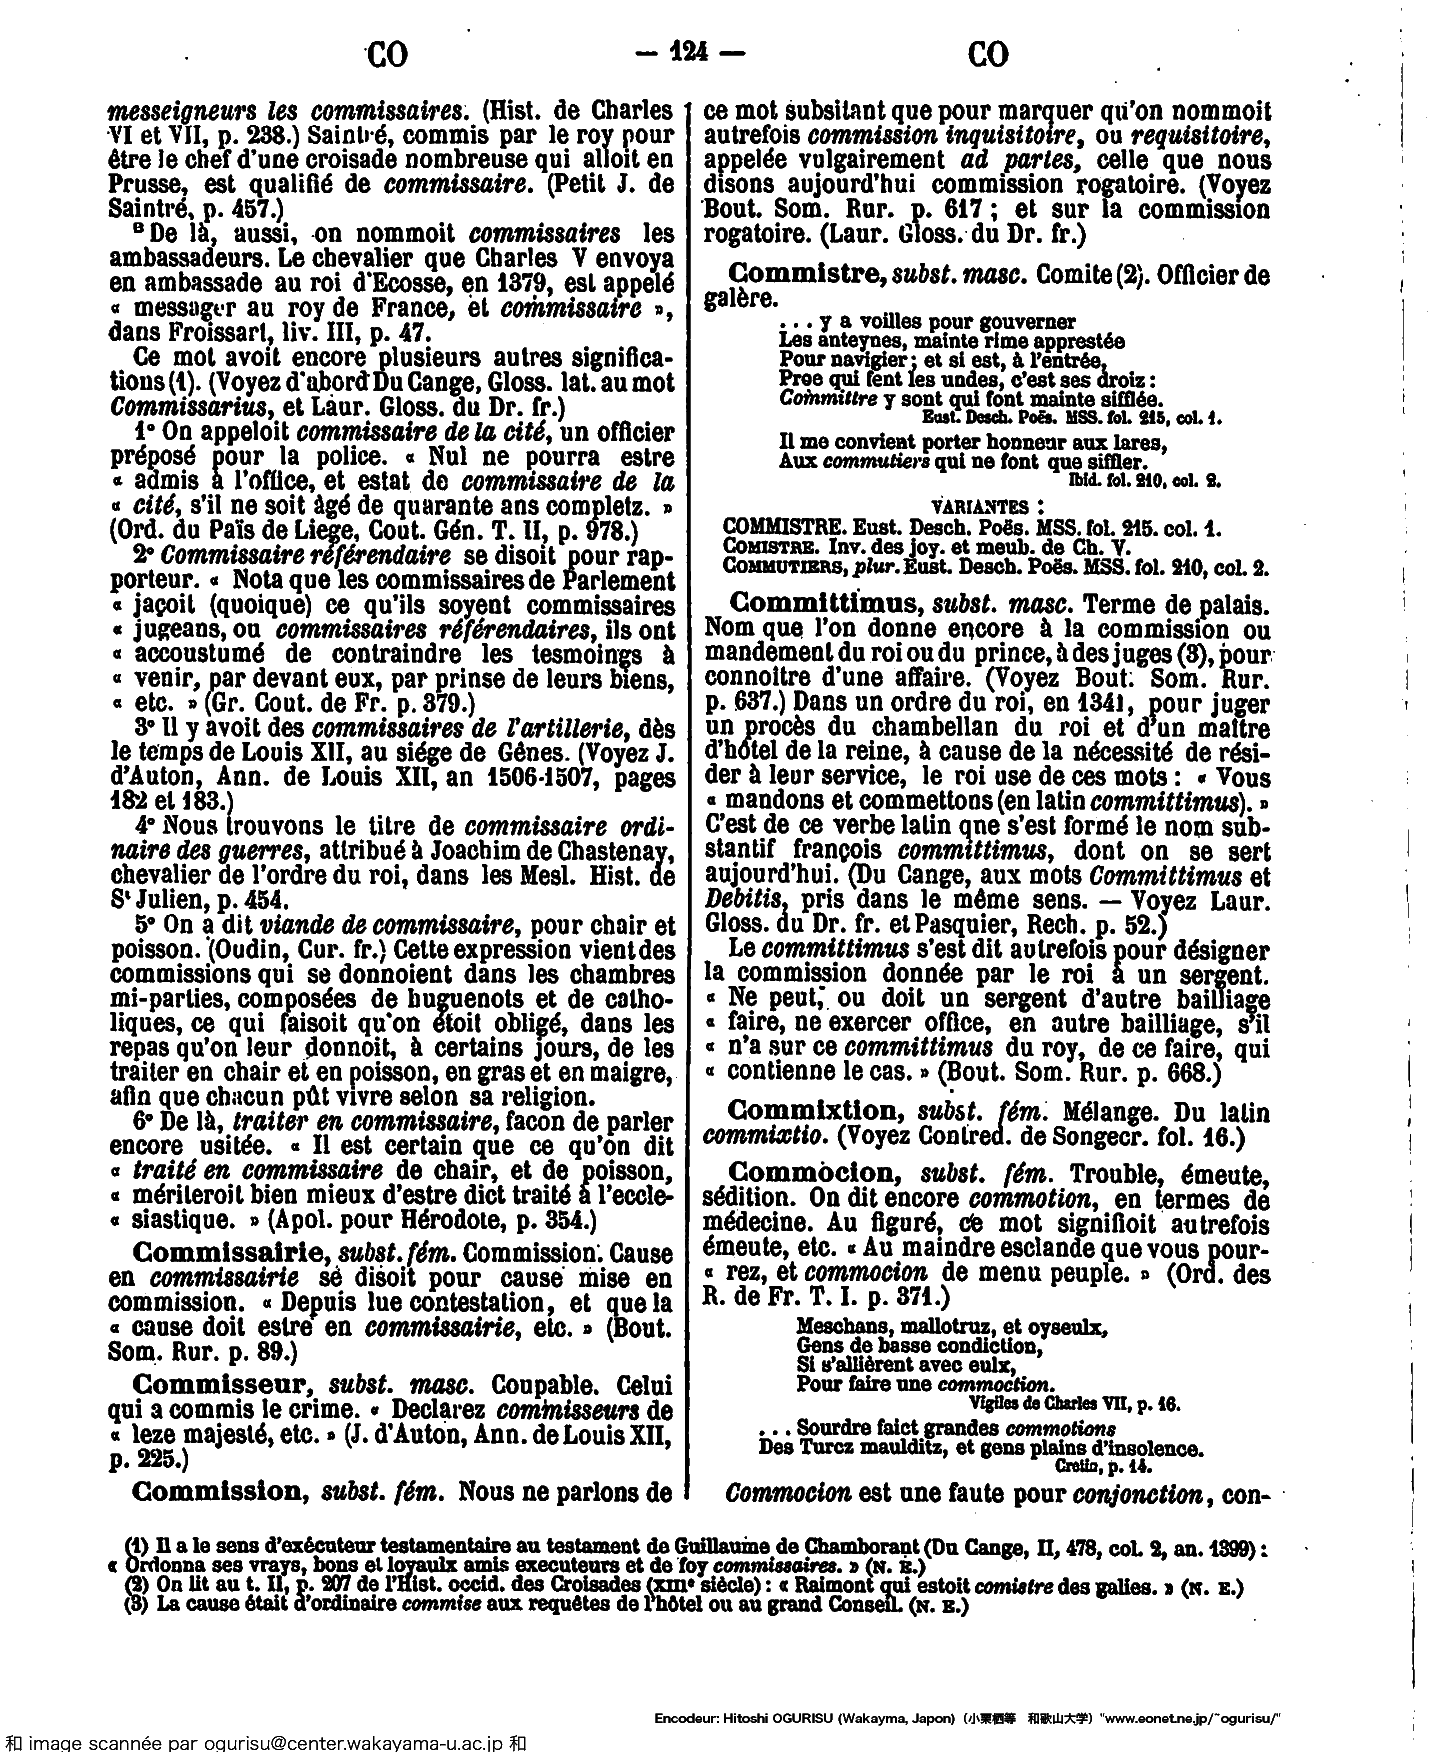 CO — 124 — CO
messeigneurs les commissaires. (Hist. de Charles
VI et VII, p. 238.) Saintré, commis par le roy pour
être le chef d'une croisade nombreuse qui alloit en
Prusse, est qualifié de commissaire. (Petit J. de
Saintré, p. 457.)
ᴮ De là, aussi, on nommoit commissaires les
ambassadeurs. Le chevalier que Charles V envoya
en ambassade au roi d'Ecosse, en 1379, est appelé
« messager au roy de France, et commissaire »,
dans Froissart, liv. III, p. 47.
Ce mot avoit encore plusieurs autres significa-
tions (1). (Voyez d'abord Du Cange, Gloss. lat. au mot
Commissarius, et Laur. Gloss. du Dr. fr.)
1° On appeloit commissaire de la cité, un officier
préposé pour la police. « Nul ne pourra estre
« admis à l'office, et estat de commissaire de la
« cité, s'il ne soit àgé de quarante ans completz. »
(Ord. du Païs de Liege, Cout. Gén. T. II, p. 978.)
2° Commissaire référendaire se disoit pour rap-
porteur. « Nota que les commissaires de Parlement
« jaçoit (quoique) ce qu'ils soyent commissaires
« jugeans, ou commissaires référendaires, ils ont
« accoustumé de contraindre les tesmoings à
« venir, par devant eux, par prinse de leurs biens,
« etc. » (Gr. Cout. de Fr. p. 379.)
3° Il y avoit des commissaires de l'artillerie, dès
le temps de Louis XII, au siége de Gênes. (Voyez J.
d'Auton, Ann. de Louis XII, an 1506-1507, pages
182 et 183.)
4° Nous trouvons le titre de commissaire ordi-
naire des guerres, attribué à Joachim de Chastenay,
chevalier de l'ordre du roi, dans les Mesl. Hist. de
Sᵗ Julien, p. 454.
5° On a dit viande de commissaire, pour chair et
poisson. (Oudin, Cur. fr.) Cette expression vient des
commissions qui se donnoient dans les chambres
mi-parties, composées de huguenots et de catho-
liques, ce qui faisoit qu'on étoit obligé, dans les
repas qu'on leur donnoit, à certains jours, de les
traiter en chair et en poisson, en gras et en maigre,
afin que chacun pût vivre selon sa religion.
6° De là, traiter en commissaire, façon de parler
encore usitée. « Il est certain que ce qu'on dit
« traité en commissaire de chair, et de poisson,
« mériteroit bien mieux d'estre dict traité à l'eccle-
« siastique. » (Apol. pour Hérodote, p. 354.)
Commissairie, subst. fém. Commission. Cause
en commissairie se disoit pour cause mise en
commission. « Depuis lue contestation, et que la
« cause doit estre en commissairie, etc. » (Bout.
Som. Rur. p. 89.)
Commisseur, subst. masc. Coupable. Celui
qui a commis le crime. « Declarez commisseurs de
« leze majesté, etc. » (J. d'Auton, Ann. de Louis XII,
p. 225.)
Commission, subst. fém. Nous ne parlons de
ce mot subsitant que pour marquer qu'on nommoit
autrefois commission inquisitoire, ou requisitoire,
appelée vulgairement ad partes, celle que nous
disons aujourd'hui commission rogatoire. (Voyez
Bout. Som. Rur. p. 617 ; et sur la commission
rogatoire. (Laur. Gloss. du Dr. fr.)
Commistre, subst. masc. Comite (2). Officier de
galère.
. . . y a voilles pour gouverner
Les anteynes, mainte rime apprestée
Pour navigier ; et si est, à l'entrée,
Proe qui fent les undes, c'est ses droiz :
Committre y sont qui font mainte sifflée.
Eust. Desch. Poës. MSS. fol. 215, col. 1.
Il me convient porter honneur aux lares,
Aux commutiers qui ne font que siffler.
Ibid. fol. 210, col. 2.
VARIANTES :
COMMISTRE. Eust. Desch. Poës. MSS. fol. 215. col. 1.
COMISTRE. Inv. des joy. et meub. de Ch. V.
COMMUTIERS, plur. Eust. Desch. Poës. MSS. fol. 210, col. 2.
Committimus, subst. masc. Terme de palais.
Nom que l'on donne encore à la commission ou
mandement du roi ou du prince, à des juges (3), pour
connoitre d'une affaire. (Voyez Bout. Som. Rur.
p. 637.) Dans un ordre du roi, en 1341, pour juger
un procès du chambellan du roi et d'un maître
d'hôtel de la reine, à cause de la nécessité de rési-
der à leur service, le roi use de ces mots : « Vous
« mandons et commettons (en latin committimus). »
C'est de ce verbe latin qne s'est formé le nom sub-
stantif françois committimus, dont on se sert
aujourd'hui. (Du Cange, aux mots Committimus et
Debitis, pris dans le même sens. — Voyez Laur.
Gloss. du Dr. fr. et Pasquier, Rech. p. 52.)
Le committimus s'est dit autrefois pour désigner
la commission donnée par le roi à un sergent.
« Ne peut, ou doit un sergent d'autre bailliage
« faire, ne exercer office, en autre bailliage, s'il
« n'a sur ce committimus du roy, de ce faire, qui
« contienne le cas. » (Bout. Som. Rur. p. 668.)
Commixtion, subst. fém. Mélange. Du latin
commixtio. (Voyez Contred. de Songecr. fol. 16.)
Commocion, subst. fém. Trouble, émeute,
sédition. On dit encore commotion, en termes de
médecine. Au figuré, ce mot signifioit autrefois
émeute, etc. « Au maindre esclande que vous pour-
« rez, et commocion de menu peuple. » (Ord. des
R. de Fr. T. I. p. 371.)
Meschans, mallotruz, et oyseulx,
Gens de basse condiction,
Si s'allièrent avec eulx,
Pour faire une commoction.
Vigiles de Charles VII, p. 16.
. . . Sourdre faict grandes commotions
Des Turcz maulditz, et gens plains d'insolence.
Cretin, p. 14.
Commocion est une faute pour conjonction, con-
(1) Il a le sens d'exécuteur testamentaire au testament de Guillaume de Chamborant (Du Cange, II, 478, col. 2, an. 1399) :
« Ordonna ses vrays, bons et loyaulx amis executeurs et de foy commissaires. » (N. E.)
(2) On lit au t. II, p. 207 de l'Hist. occid. des Croisades (XIIIᵉ siècle) : « Raimont qui estoit comistre des galies. » (N. E.)
(3) La cause était d'ordinaire commise aux requêtes de l'hôtel ou au grand Conseil. (N. E.)
Encodeur: Hitoshi OGURISU (Wakayma, Japon) (小栗栖等 和歌山大学) "www.eonet.ne.jp/~ogurisu/"
和 image scannée par ogurisu@center.wakayama-u.ac.jp 和